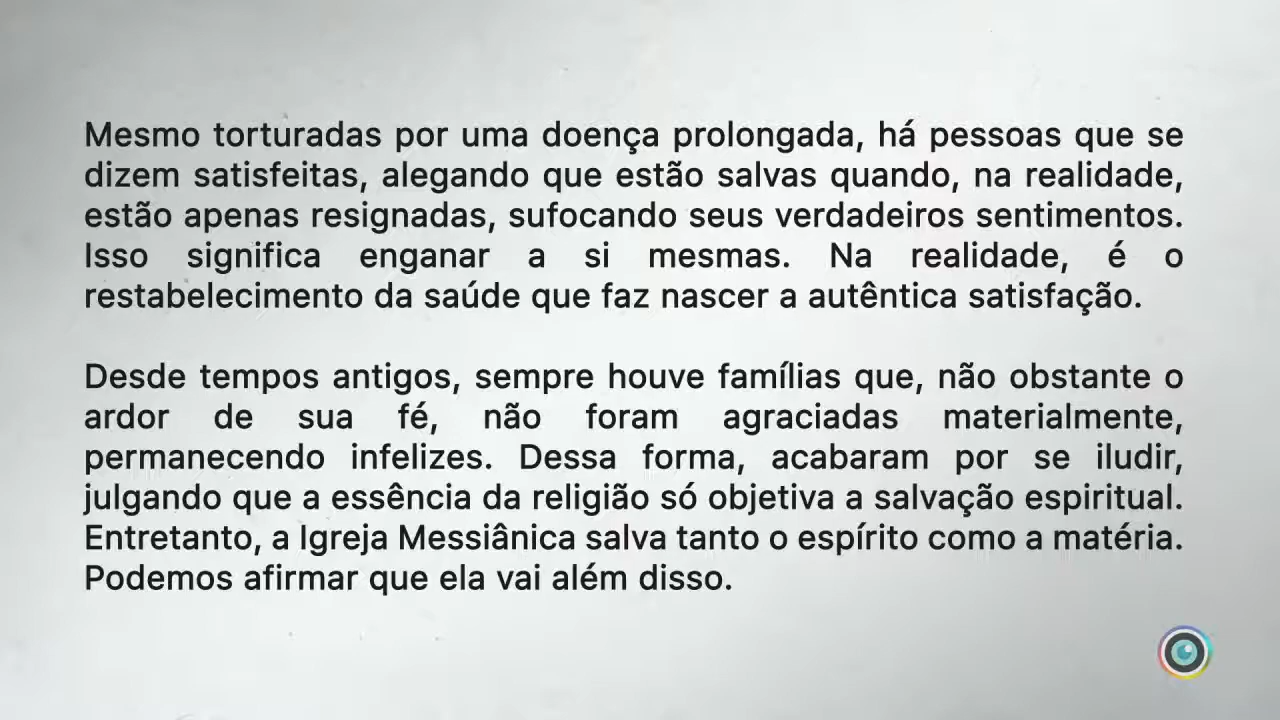 Mesmo torturadas por uma doença prolongada, há pessoas que se
dizem satisfeitas, alegando que estão salvas quando, na realidade,
estão apenas resignadas, sufocando seus verdadeiros sentimentos.
Isso significa enganar a si mesmas. Na realidade, é o
restabelecimento da saúde que faz nascer a autêntica satisfação.
Desde tempos antigos, sempre houve famílias que, não obstante o
ardor de sua fé, não foram agraciadas materialmente,
permanecendo infelizes. Dessa forma, acabaram por se iludir,
julgando que a essência da religião só objetiva a salvação espiritual.
Entretanto, a Igreja Messiânica salva tanto o espírito como a matéria.
Podemos afirmar que ela vai além disso.